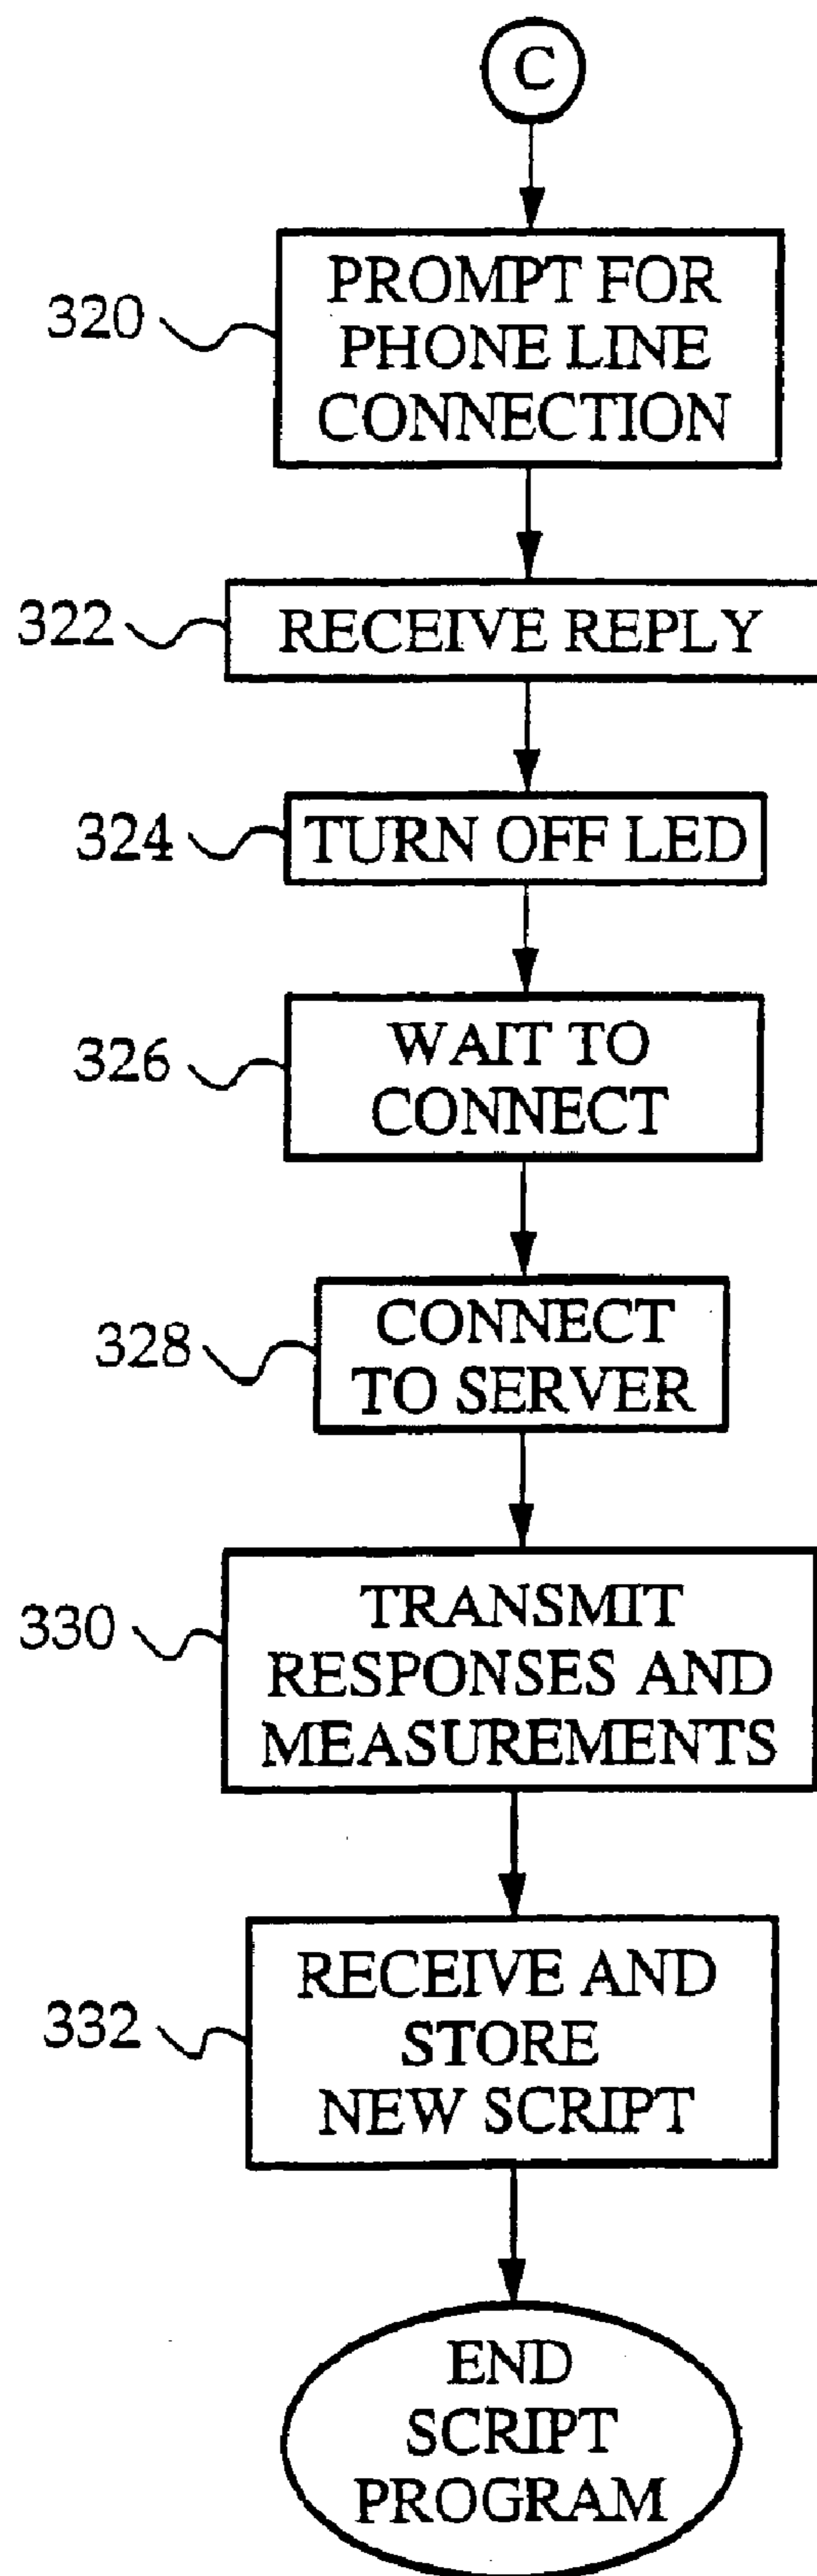 C
320
PROMPT FOR
PHONE LINE
CONNECTION
322
RECEIVE REPLY
324
TURN OFF LED
326
WAIT TO
CONNECT
328
CONNECT
TO SERVER
330
TRANSMIT
RESPONSES AND
MEASUREMENTS
332
RECEIVE AND
STORE
NEW SCRIPT
END
SCRIPT
PROGRAM